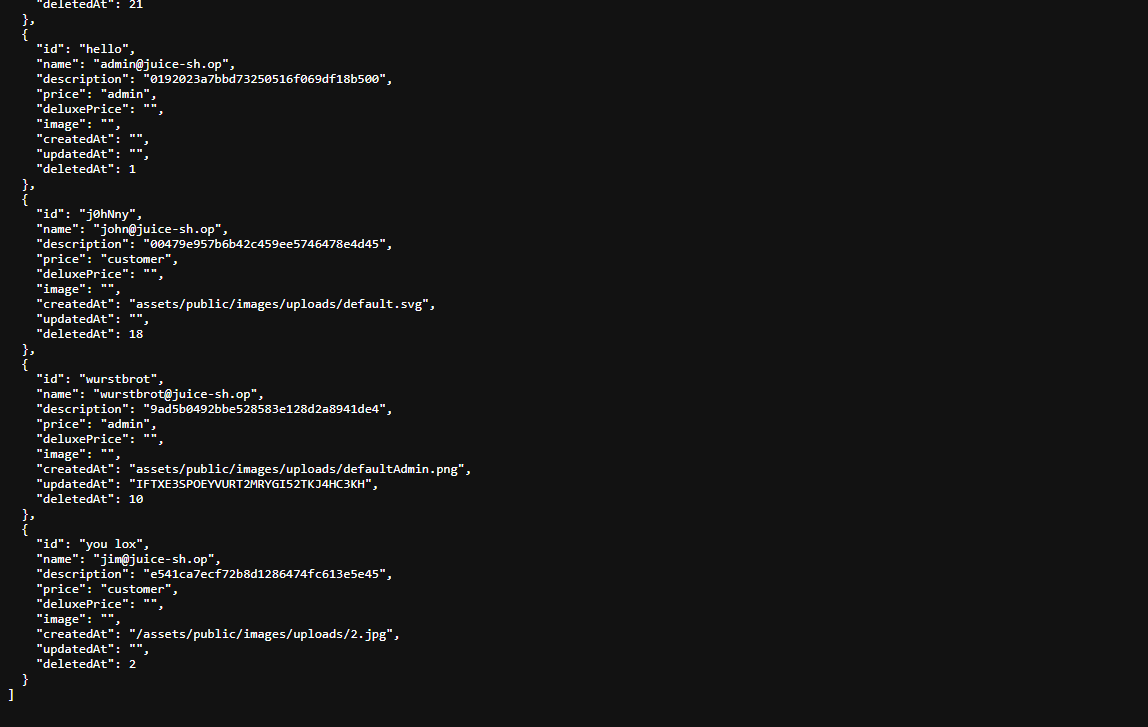 "deletedAt": 21
},
{
"id": "hello",
"name": "admin@juice-sh.op",
"description": "0192023a7bbd73250516f069df18b500",
"price": "admin",
"deluxePrice": "",
"image": "",
"createdAt": "",
"updatedAt": "",
"deletedAt": 1
},
{
"id": "j0hNny",
"name": "john@juice-sh.op",
"description": "00479e957b6b42c459ee5746478e4d45",
"price": "customer",
"deluxePrice": "",
"image": "",
"createdAt": "assets/public/images/uploads/default.svg",
"updatedAt": "",
"deletedAt": 18
},
{
"id": "wurstbrot",
"name": "wurstbrot@juice-sh.op",
"description": "9ad5b0492bbe528583e128d2a8941de4",
"price": "admin",
"deluxePrice": "",
"image": "",
"createdAt": "assets/public/images/uploads/defaultAdmin.png",
"updatedAt": "IFTXE3SPOEYVURT2MRYGI52TKJ4HC3KH",
"deletedAt": 10
},
{
"id": "you lox",
"name": "jim@juice-sh.op",
"description": "e541ca7ecf72b8d1286474fc613e5e45",
"price": "customer",
"deluxePrice": "",
"image": "",
"createdAt": "/assets/public/images/uploads/2.jpg",
"updatedAt": "",
"deletedAt": 2
}
]